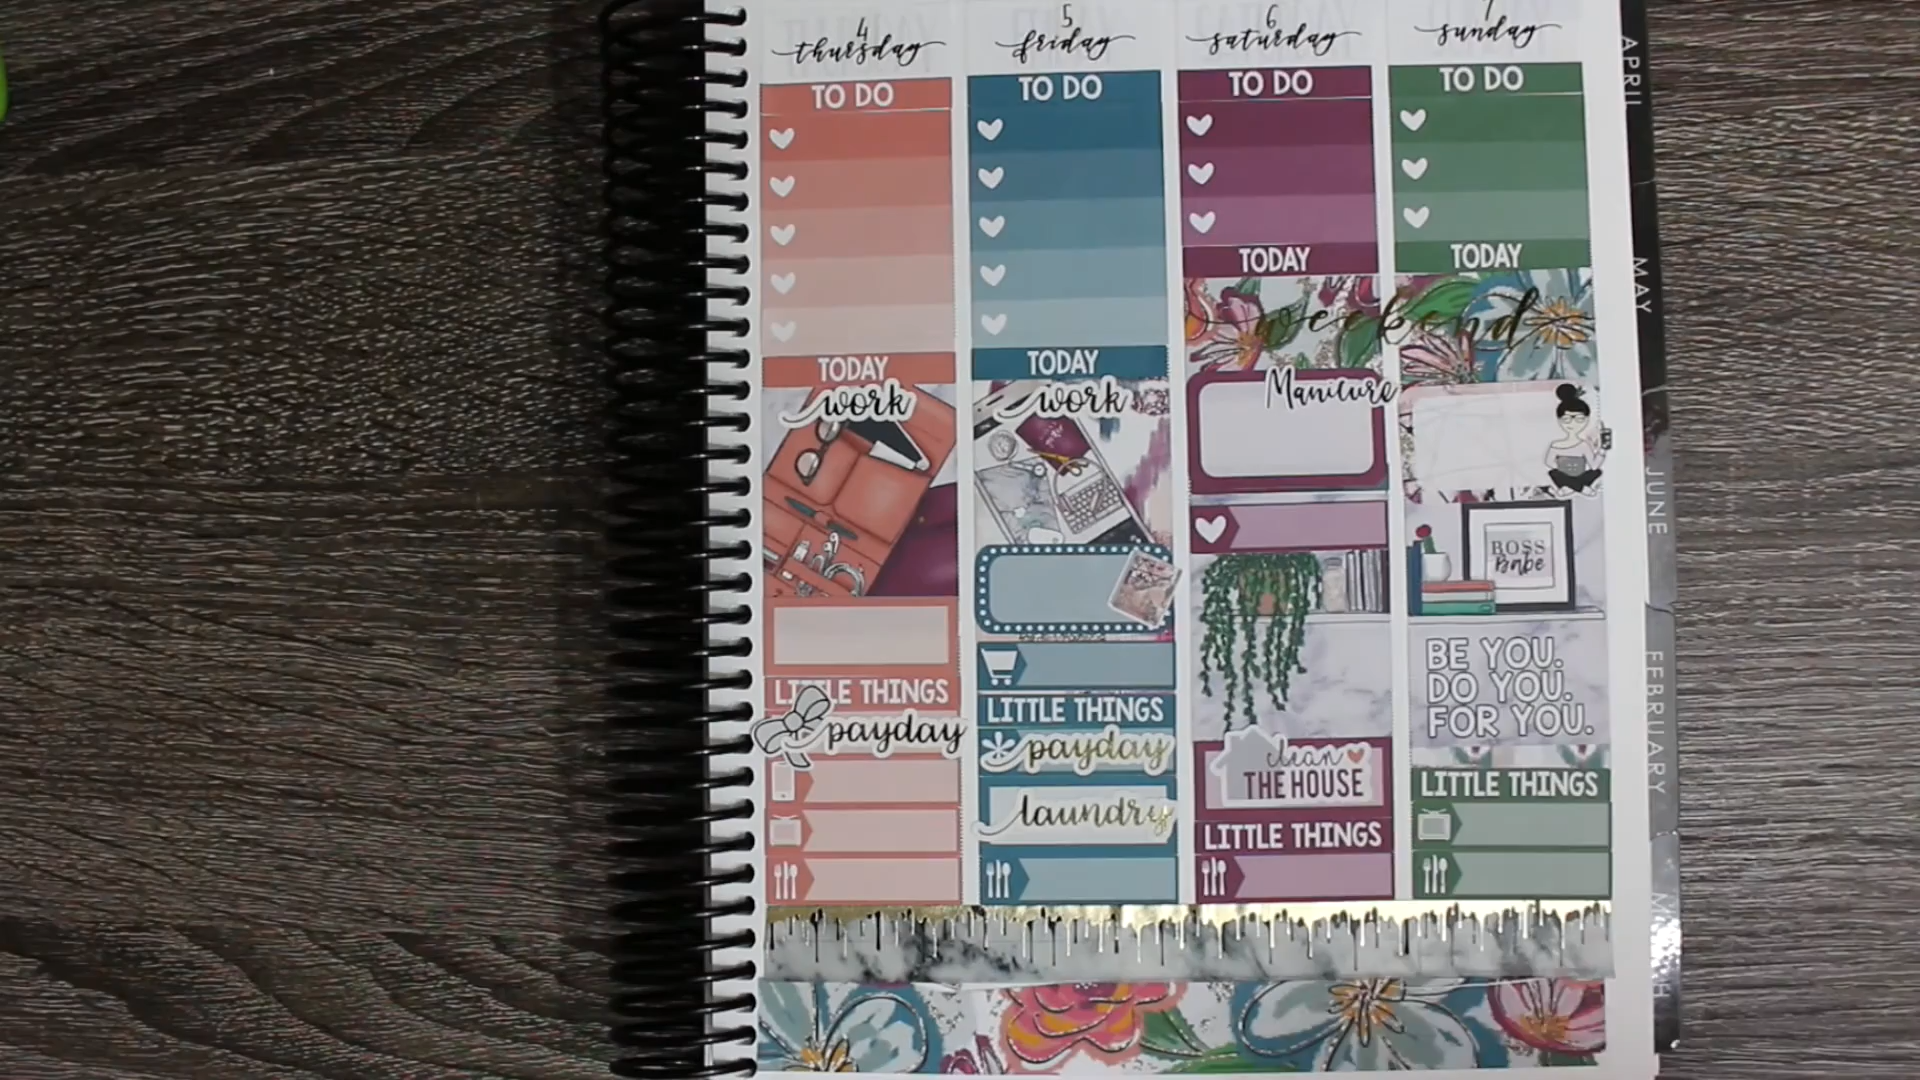 4
thursday
TO DO
TODAY
work
LITTLE THINGS
payday
5
friday
TO DO
TODAY
work
LITTLE THINGS
payday
laundry
6
saturday
TO DO
TODAY
weekend
Manicure
clean
THE HOUSE
LITTLE THINGS
7
sunday
TO DO
TODAY
BOSS
Babe
BE YOU.
DO YOU.
FOR YOU.
LITTLE THINGS
APRIL
MAY
JUNE
FEBRUARY
MARCH